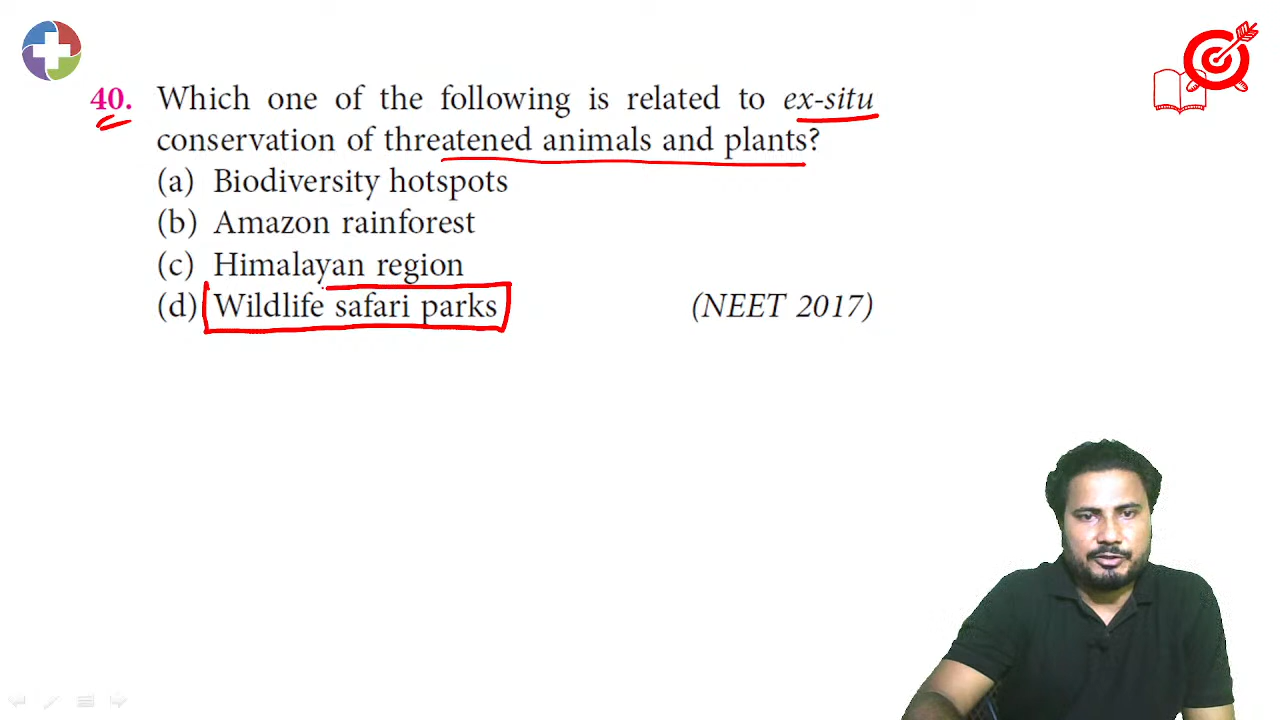 40. Which one of the following is related to ex-situ
conservation of threatened animals and plants?
(a) Biodiversity hotspots
(b) Amazon rainforest
(c) Himalayan region
(d) Wildlife safari parks (NEET 2017)